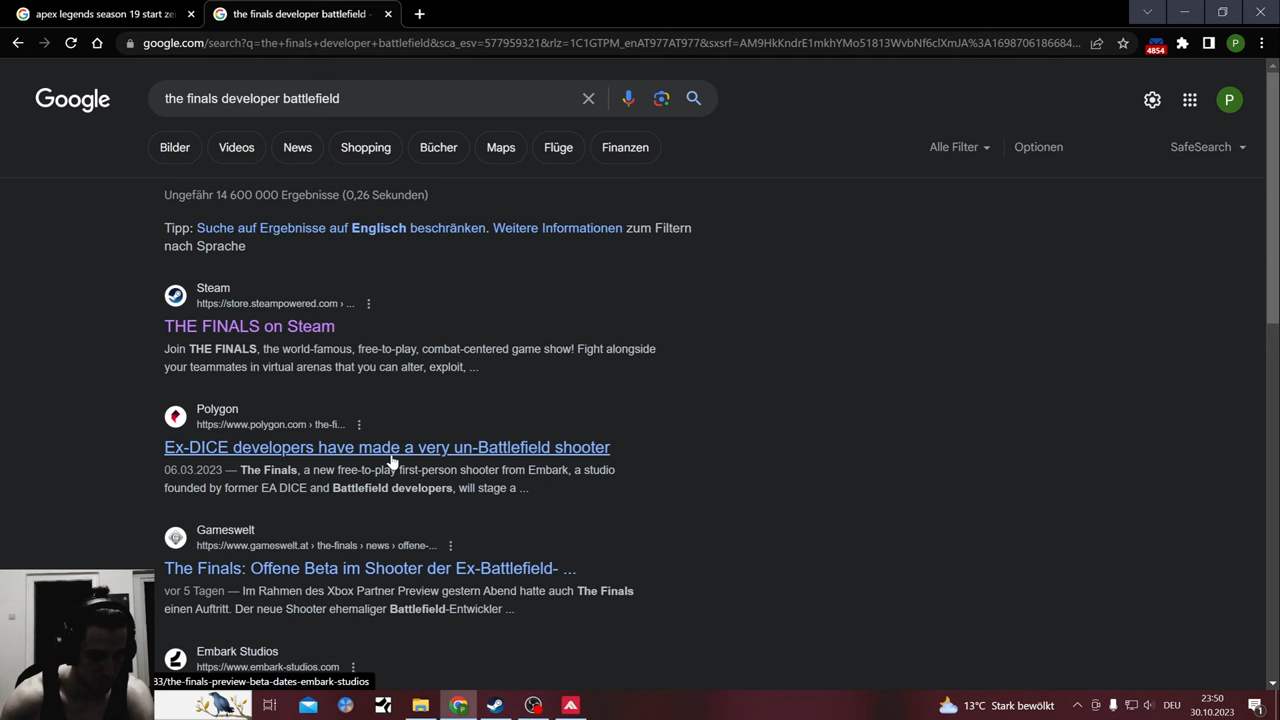 apex legends season 19 start ze
the finals developer battlefield -
google.com/search?q=the+finals+developer+battlefield&sca_esv=577959321&rlz=1C1GTPM_enAT977AT977&sxsrf=AM9HkKndrE1mkhYMo51813WvbNf6clXmJA%3A1698706186684...
4854
P
Google
the finals developer battlefield
P
Bilder
Videos
News
Shopping
Bücher
Maps
Flüge
Finanzen
Alle Filter
Optionen
SafeSearch
Ungefähr 14 600 000 Ergebnisse (0,26 Sekunden)
Tipp: Suche auf Ergebnisse auf Englisch beschränken. Weitere Informationen zum Filtern
nach Sprache
Steam
https://store.steampowered.com › ...
THE FINALS on Steam
Join THE FINALS, the world-famous, free-to-play, combat-centered game show! Fight alongside
your teammates in virtual arenas that you can alter, exploit, ...
Polygon
https://www.polygon.com › the-fi...
Ex-DICE developers have made a very un-Battlefield shooter
06.03.2023 — The Finals, a new free-to-play first-person shooter from Embark, a studio
founded by former EA DICE and Battlefield developers, will stage a ...
Gameswelt
https://www.gameswelt.at › the-finals › news › offene-...
The Finals: Offene Beta im Shooter der Ex-Battlefield- ...
vor 5 Tagen — Im Rahmen des Xbox Partner Preview gestern Abend hatte auch The Finals
einen Auftritt. Der neue Shooter ehemaliger Battlefield-Entwickler ...
Embark Studios
https://www.embark-studios.com
33/the-finals-preview-beta-dates-embark-studios
13°C Stark bewölkt
DEU
23:50
30.10.2023
1